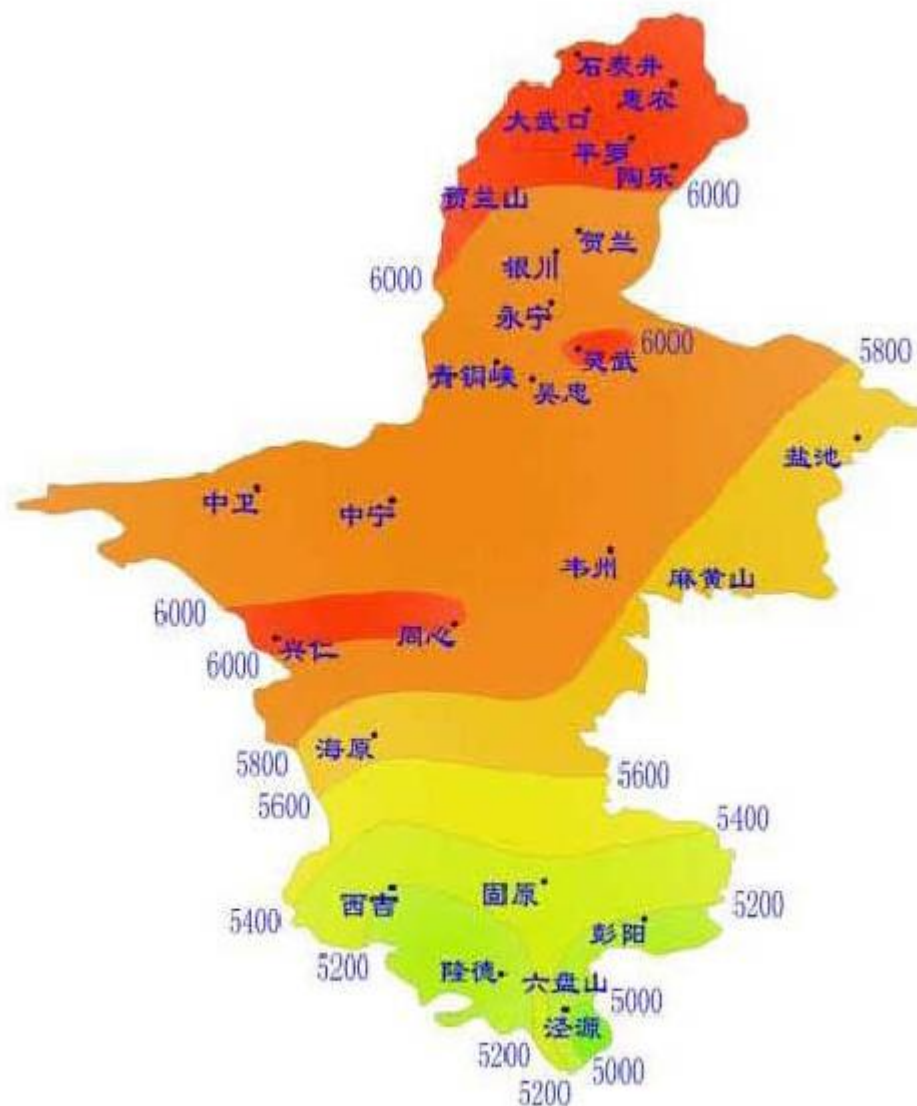 石炭井
惠农
大武口
平罗
陶乐
贺兰山
6000
贺兰
银川
6000
永宁
6000
灵武
5800
青铜峡
吴忠
盐池
中卫
中宁
韦州
麻黄山
6000
兴仁
同心
6000
海原
5800
5600
5600
5400
西吉
固原
5400
5200
彭阳
5200
隆德
六盘山
5000
泾源
5200
5000
5200